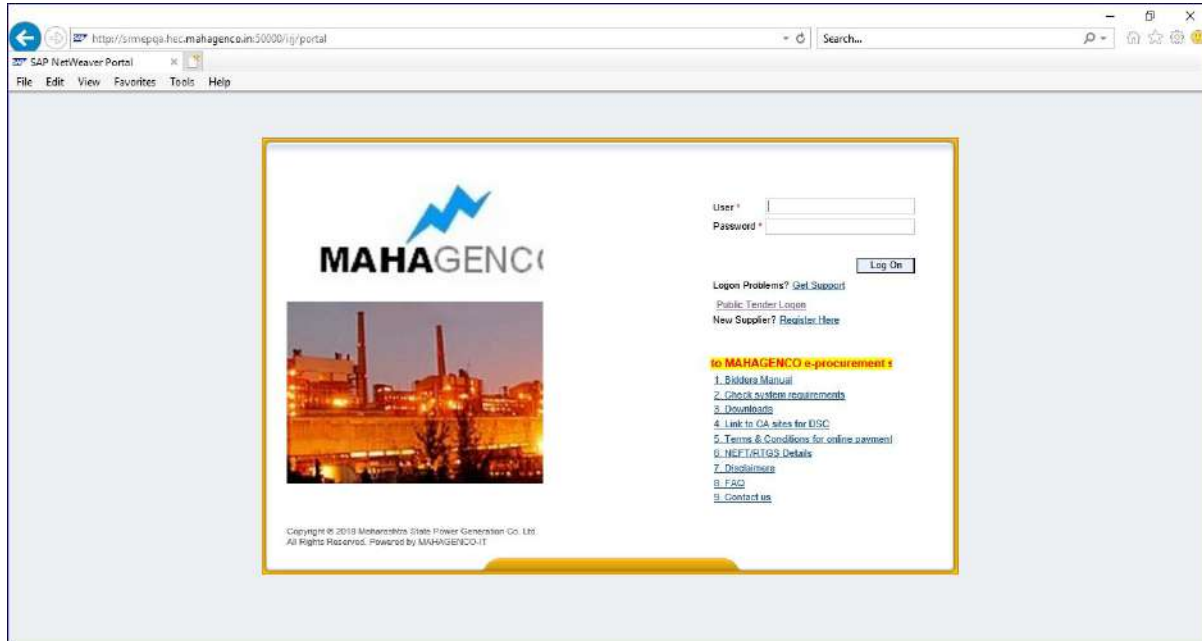 http://srmepqa.hec.mahagenco.in:50000/irj/portal
Search...
SAP NetWeaver Portal
File Edit View Favorites Tools Help
MAHAGENCO
User *
Password *
Log On
Logon Problems? Get Support
Public Tender Logon
New Supplier? Register Here
to MAHAGENCO e-procurement s
1. Bidders Manual
2. Check system requirements
3. Downloads
4. Link to CA sites for DSC
5. Terms & Conditions for online payment
6. NEFT/RTGS Details
7. Disclaimers
8. FAQ
9. Contact us
Copyright © 2018 Maharashtra State Power Generation Co. Ltd.
All Rights Reserved. Powered by MAHAGENCO-IT